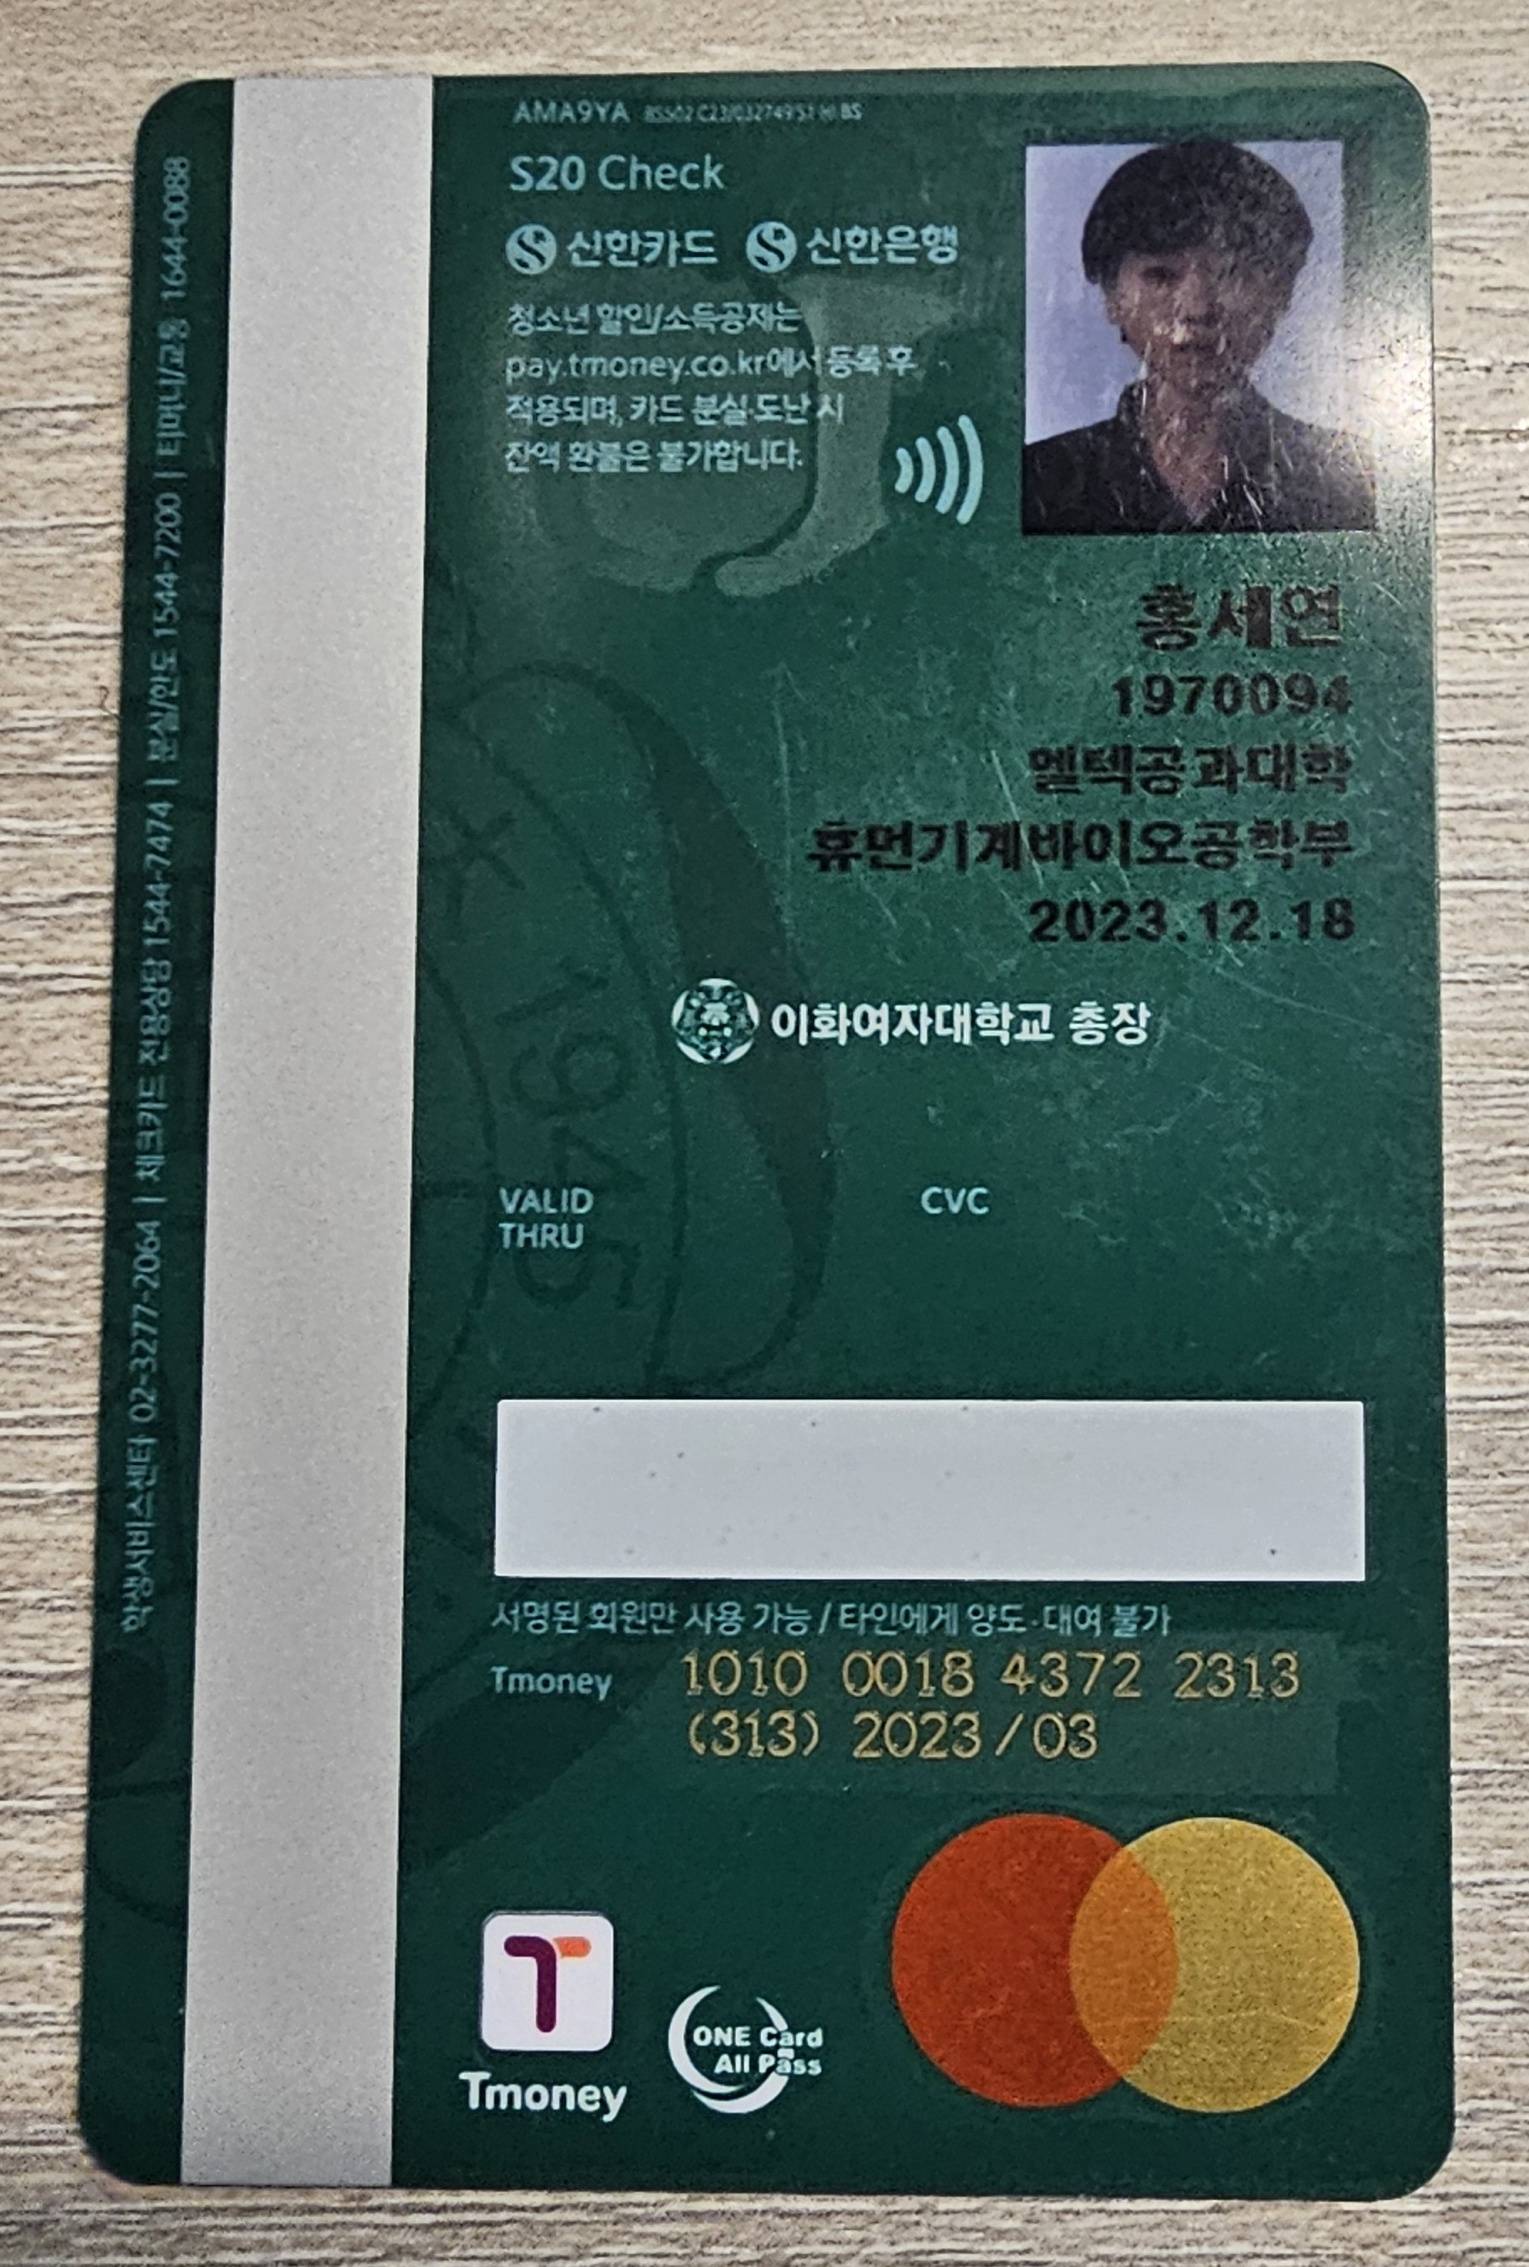 AMA9YA
S20 Check
신한카드 신한은행
청소년 할인/소득공제는
pay.tmoney.co.kr에서 등록 후
적용되며, 카드 분실·도난 시
잔액 환불은 불가합니다.
홍세연
1970094
엘텍공과대학
휴먼기계바이오공학부
2023.12.18
이화여자대학교 총장
1945
VALID
THRU
CVC
서명된 회원만 사용 가능 / 타인에게 양도·대여 불가
Tmoney 1010 0018 4372 2313
(313) 2023/03
Tmoney
ONE Card
All Pass
학생서비스센터 02-3277-2064 | 체크카드 전용상담 1544-7474 | 분실/한도 1544-7200 | 티머니/교통 1644-0088